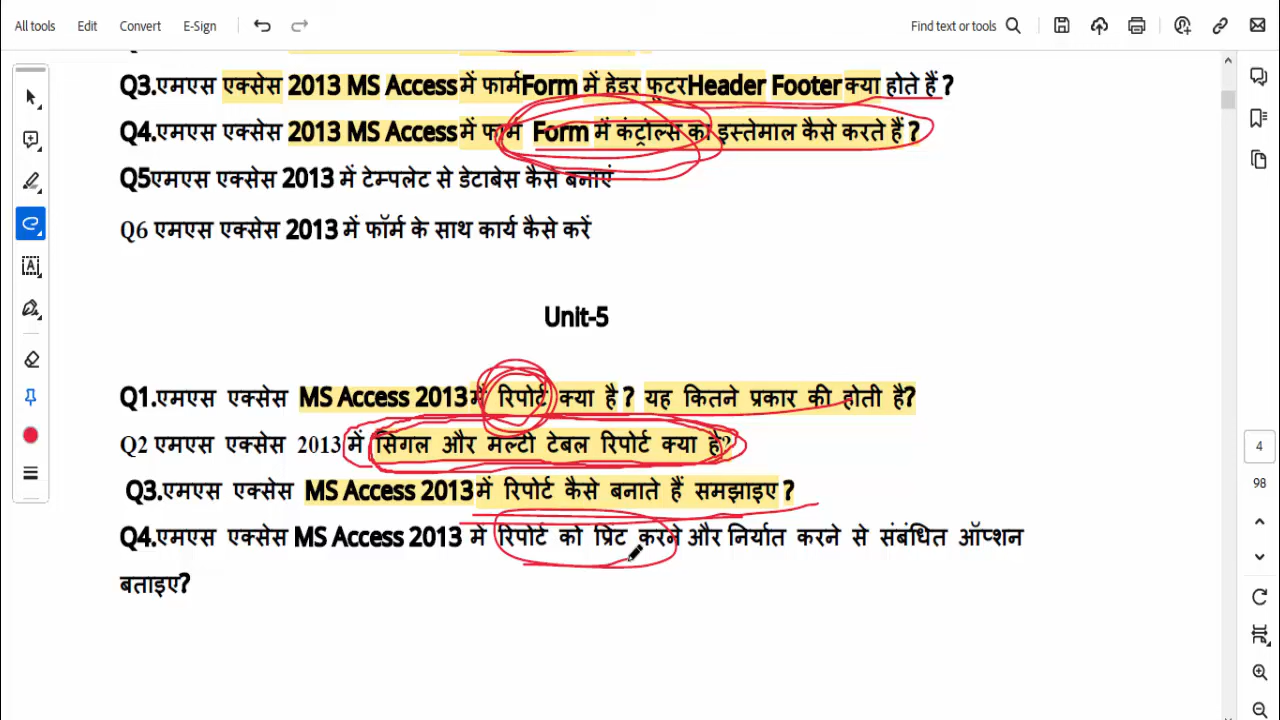 All tools Edit Convert E-Sign Find text or tools
Q3.एमएस एक्सेस 2013 MS Access में फार्मForm में हेडर फूटरHeader Footer क्या होते हैं ?
Q4.एमएस एक्सेस 2013 MS Access में फार्म Form में कंट्रोल्स का इस्तेमाल कैसे करते हैं ?
Q5एमएस एक्सेस 2013 में टेम्पलेट से डेटाबेस कैसे बनाएं
Q6 एमएस एक्सेस 2013 में फॉर्म के साथ कार्य कैसे करें
Unit-5
Q1.एमएस एक्सेस MS Access 2013 में रिपोर्ट क्या है ? यह कितने प्रकार की होती है?
Q2 एमएस एक्सेस 2013 में सिंगल और मल्टी टेबल रिपोर्ट क्या है?
Q3.एमएस एक्सेस MS Access 2013 में रिपोर्ट कैसे बनाते हैं समझाइए ?
Q4.एमएस एक्सेस MS Access 2013 में रिपोर्ट को प्रिंट करने और निर्यात करने से संबंधित ऑप्शन
बताइए?
4
98